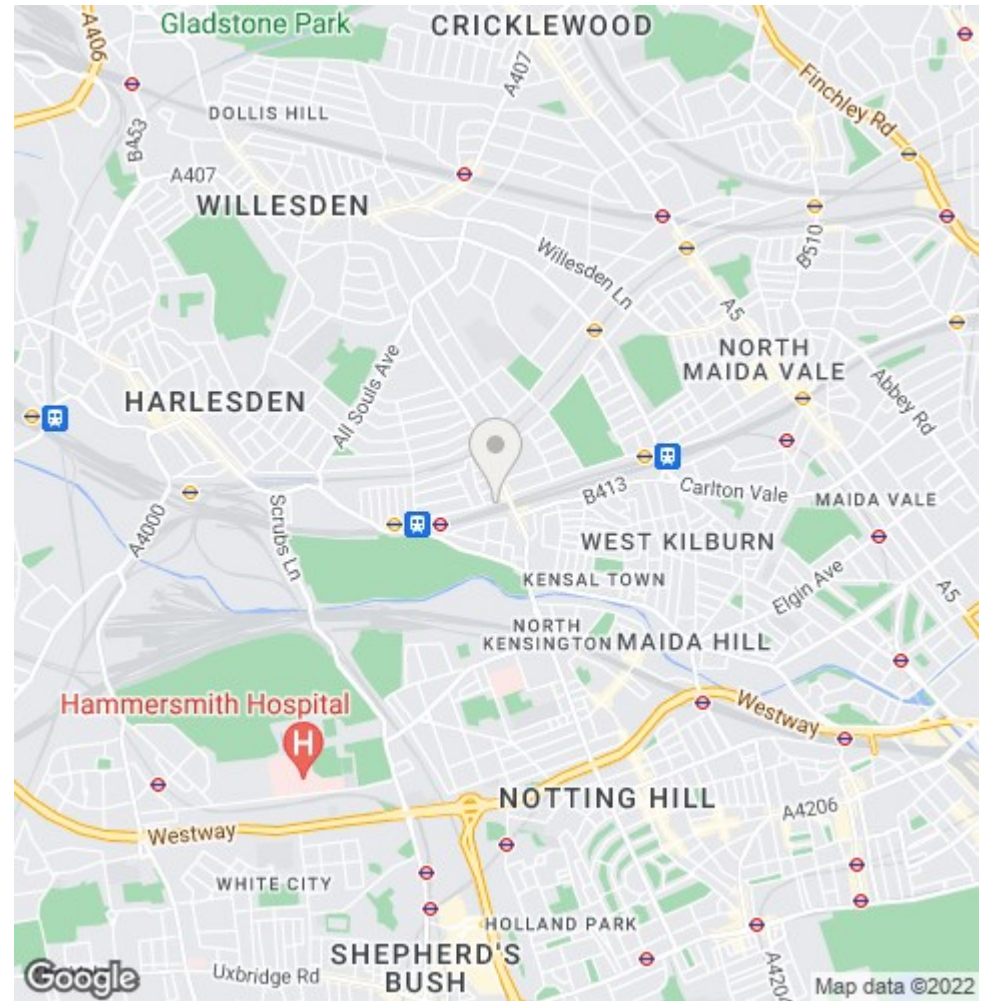 Gladstone Park
CRICKLEWOOD
A406
A407
Finchley Rd
DOLLIS HILL
B453
A407
WILLESDEN
B510
Willesden Ln
A5
NORTH
MAIDA VALE
Abbey Rd
All Souls Ave
HARLESDEN
B413
Carlton Vale
MAIDA VALE
Scrubs Ln
A4000
WEST KILBURN
KENSAL TOWN
Elgin Ave
A5
NORTH
KENSINGTON
MAIDA HILL
Hammersmith Hospital
H
Westway
NOTTING HILL
A4206
Westway
WHITE CITY
HOLLAND PARK
SHEPHERD'S
BUSH
A4204
Uxbridge Rd
Google
Map data ©2022